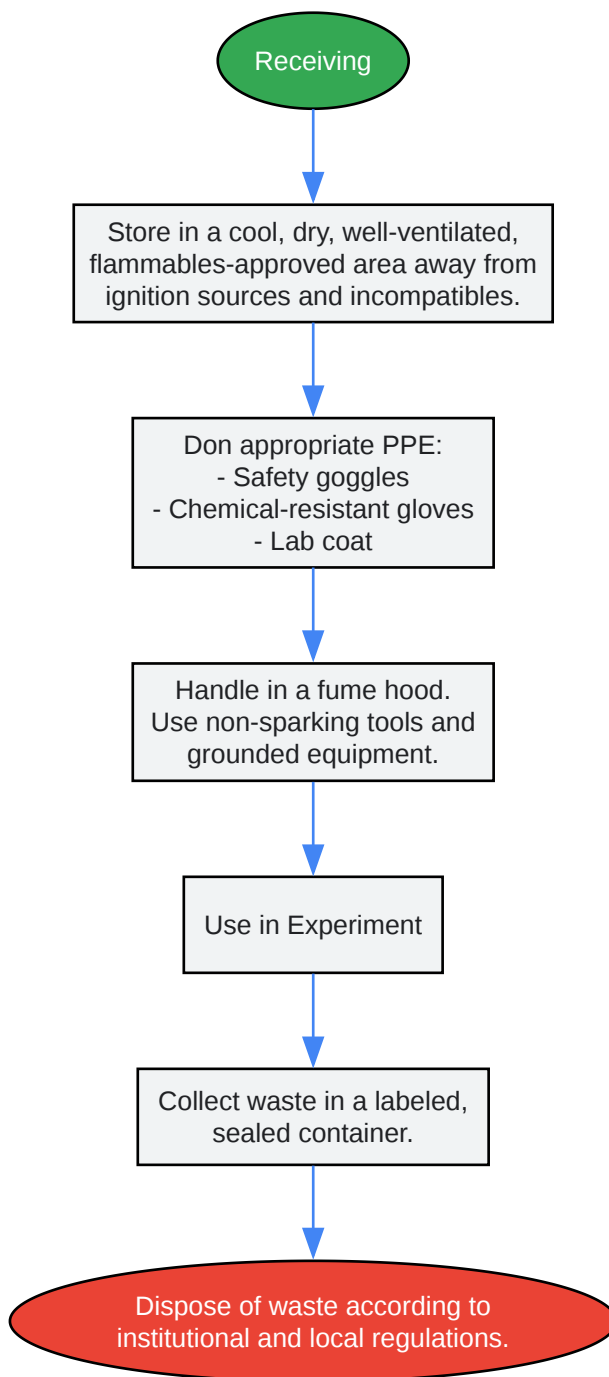 Receiving
Store in a cool, dry, well-ventilated,
flammables-approved area away from
ignition sources and incompatibles.
Don appropriate PPE:
- Safety goggles
- Chemical-resistant gloves
- Lab coat
Handle in a fume hood.
Use non-sparking tools and
grounded equipment.
Use in Experiment
Collect waste in a labeled,
sealed container.
Dispose of waste according to
institutional and local regulations.